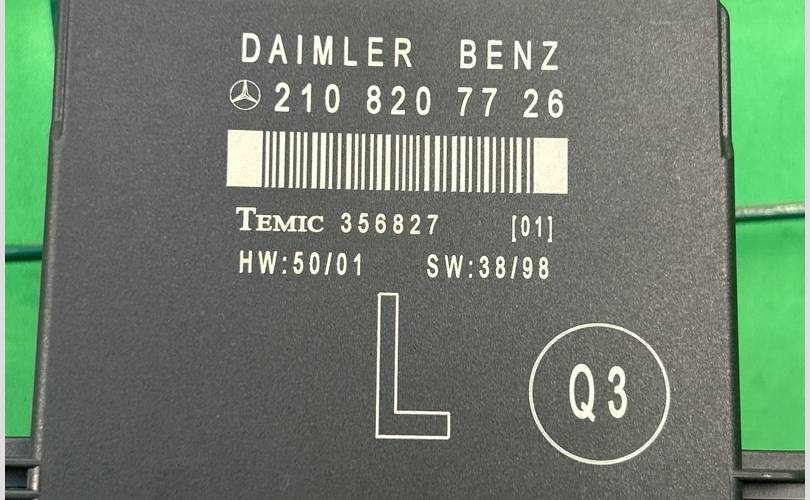 DAIMLER BENZ
210 820 77 26
TEMIC 356827 [01]
HW:50/01 SW:38/98
L
Q3